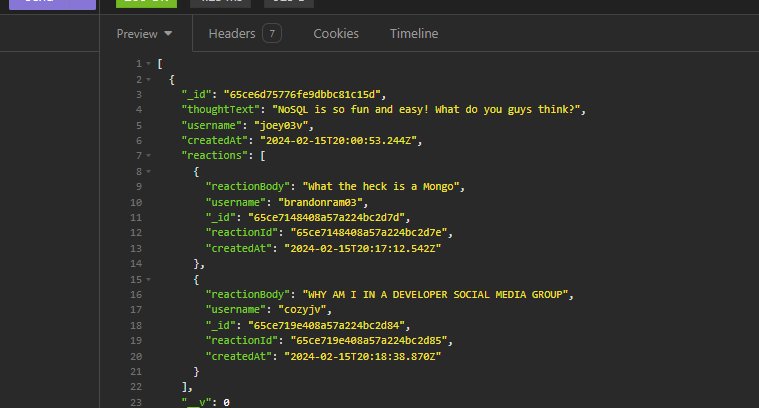 Preview Headers 7 Cookies Timeline
1 [
2 {
3 "_id": "65ce6d75776fe9dbbc81c15d",
4 "thoughtText": "NoSQL is so fun and easy! What do you guys think?",
5 "username": "joey03v",
6 "createdAt": "2024-02-15T20:00:53.244Z",
7 "reactions": [
8 {
9 "reactionBody": "What the heck is a Mongo",
10 "username": "brandonram03",
11 "_id": "65ce7148408a57a224bc2d7d",
12 "reactionId": "65ce7148408a57a224bc2d7e",
13 "createdAt": "2024-02-15T20:17:12.542Z"
14 },
15 {
16 "reactionBody": "WHY AM I IN A DEVELOPER SOCIAL MEDIA GROUP",
17 "username": "cozyjv",
18 "_id": "65ce719e408a57a224bc2d84",
19 "reactionId": "65ce719e408a57a224bc2d85",
20 "createdAt": "2024-02-15T20:18:38.870Z"
21 }
22 ],
23 "__v": 0